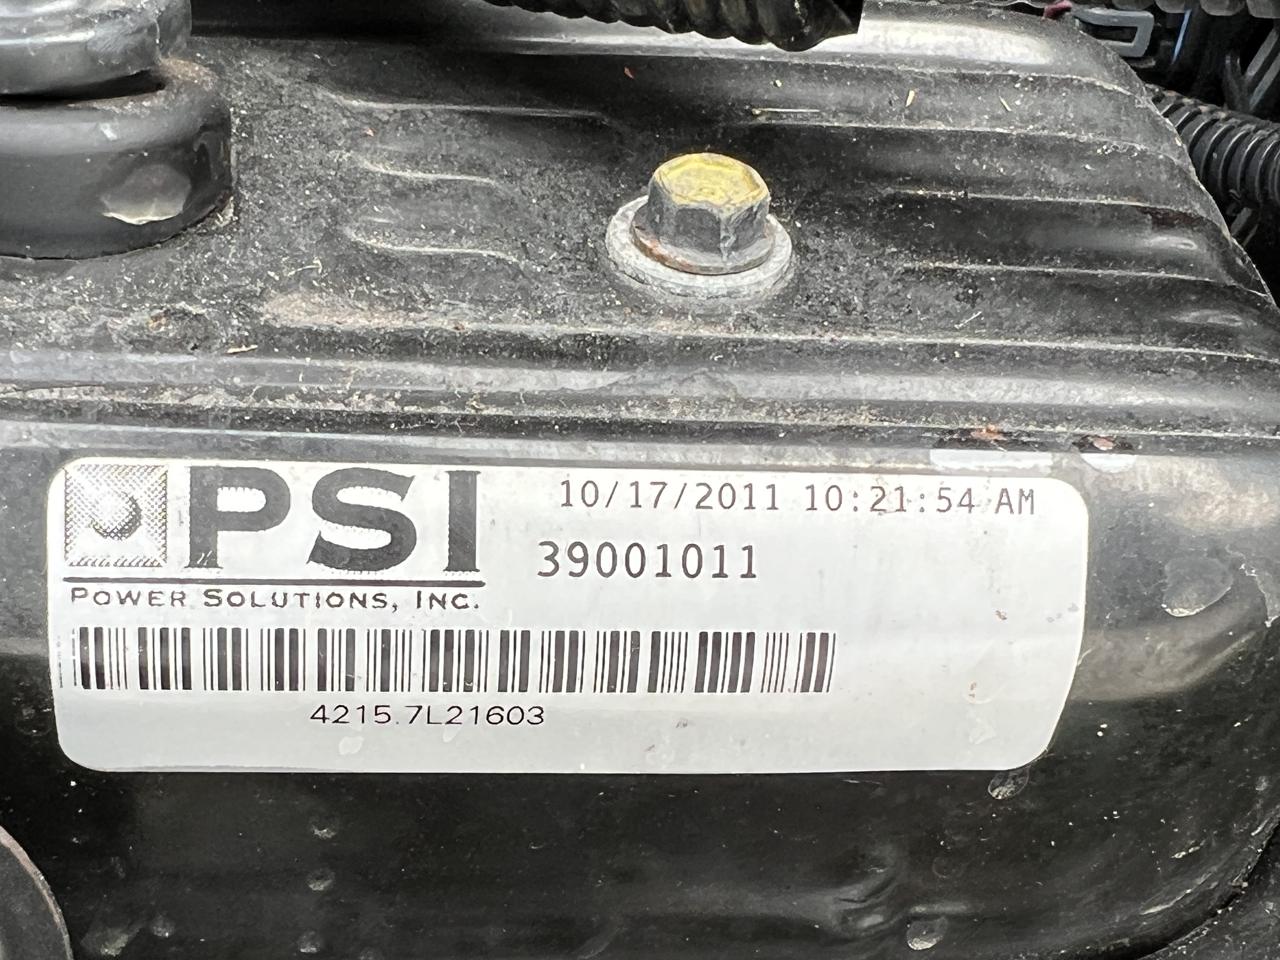 PSI
POWER SOLUTIONS, INC.
10/17/2011 10:21:54 AM
39001011
4215.7L21603